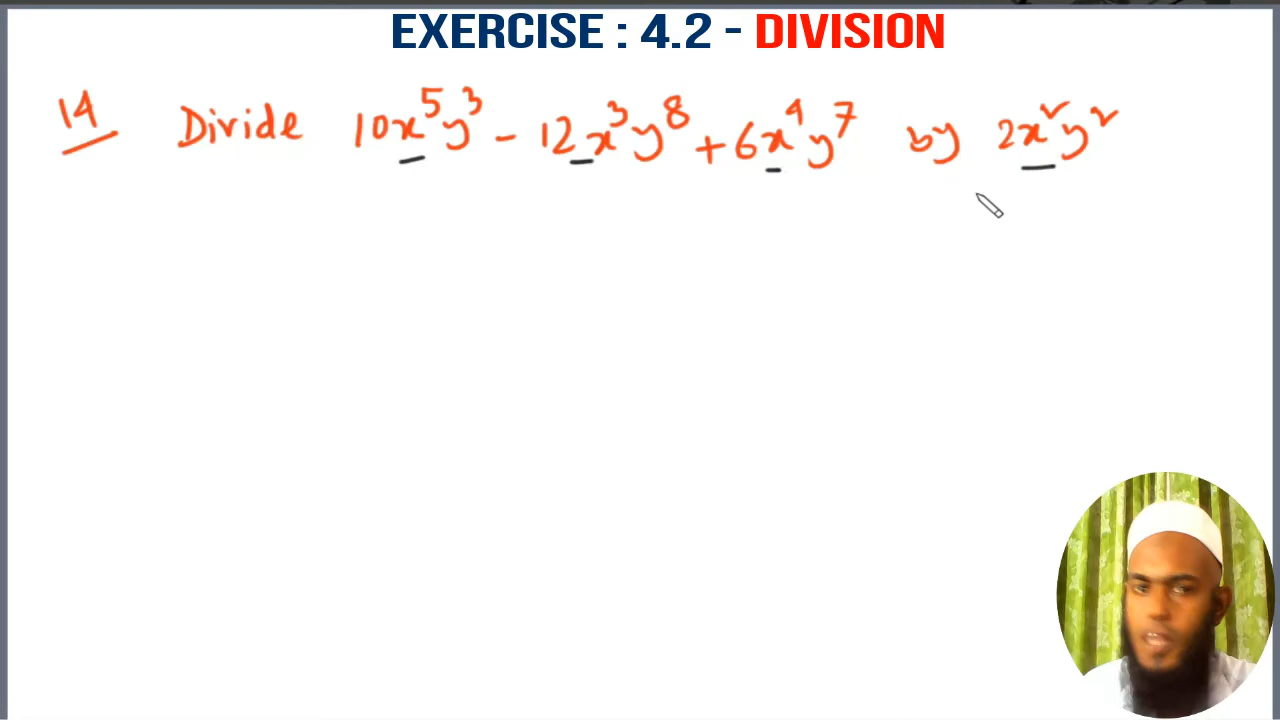 EXERCISE : 4.2 - DIVISION
14 Divide 10x⁵y³ - 12x³y⁸ + 6x⁴y⁷ by 2x²y²